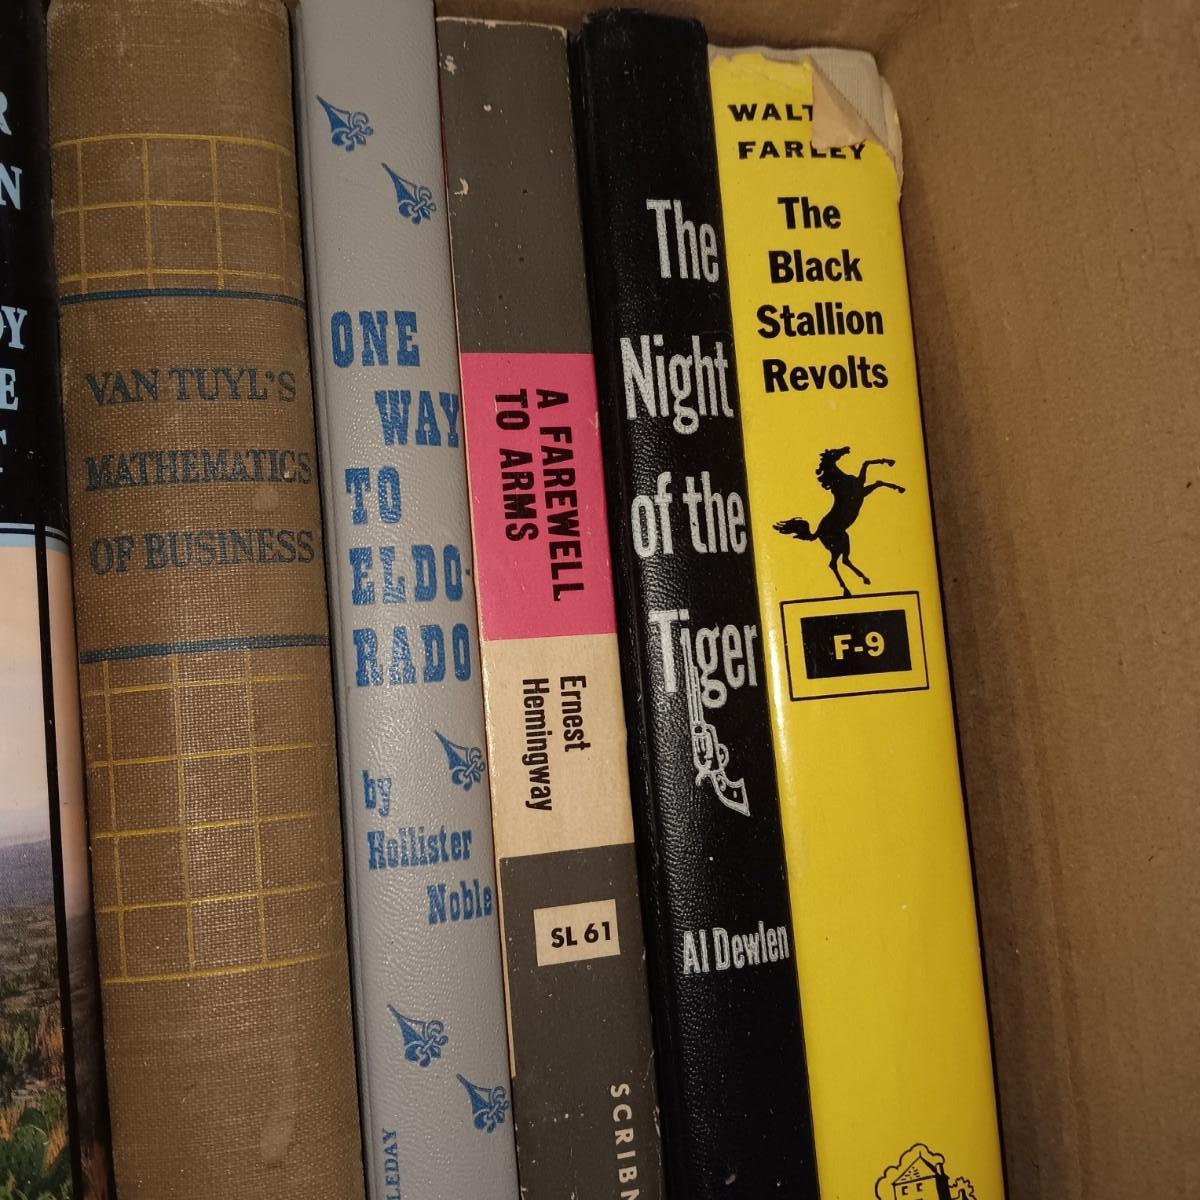 VAN TUYL'S
MATHEMATICS
OF BUSINESS
ONE
WAY
TO
ELDO-
RADO
by
Hollister
Noble
A FAREWELL
TO ARMS
Ernest
Hemingway
SL 61
The
Night
of the
Tiger
Al Dewlen
FARLEY
The
Black
Stallion
Revolts
F-9